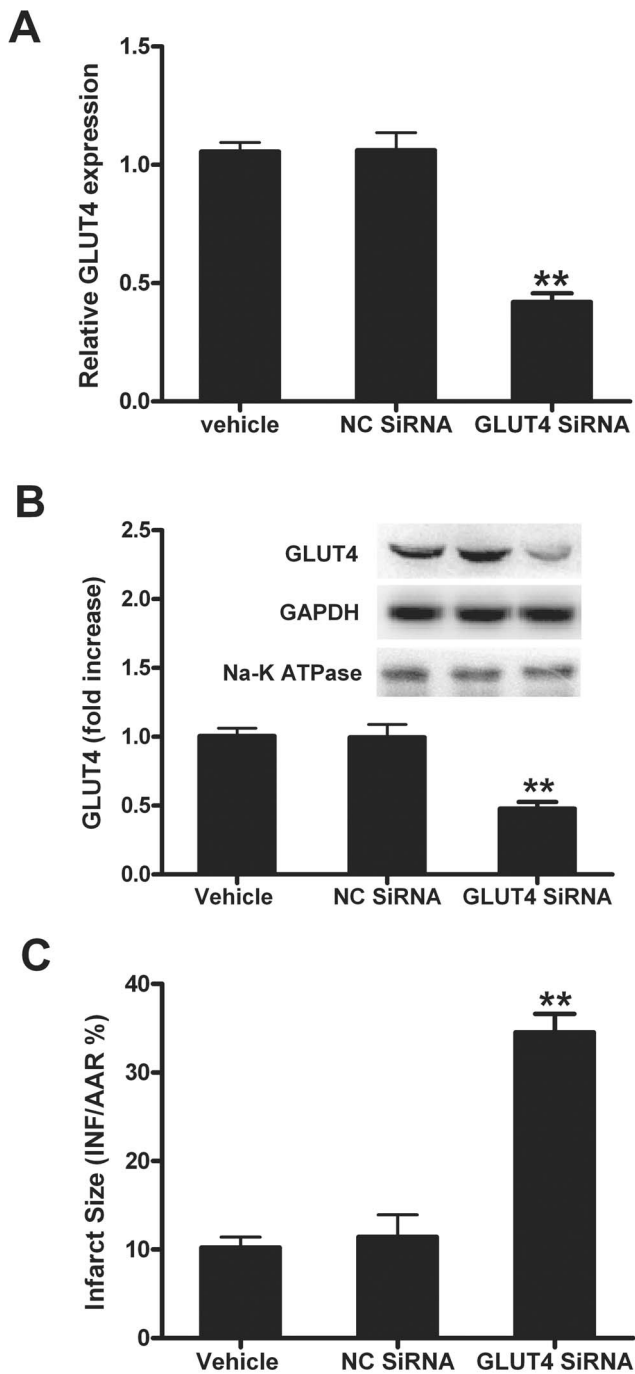 A
Relative GLUT4 expression
1.5
1.0
0.5
0.0
**
vehicle
NC SiRNA
GLUT4 SiRNA
B
GLUT4 (fold increase)
2.5
2.0
1.5
1.0
0.5
0.0
GLUT4
GAPDH
Na-K ATPase
**
Vehicle
NC SiRNA
GLUT4 SiRNA
C
Infarct Size (INF/AAR %)
40
30
20
10
0
**
Vehicle
NC SiRNA
GLUT4 SiRNA